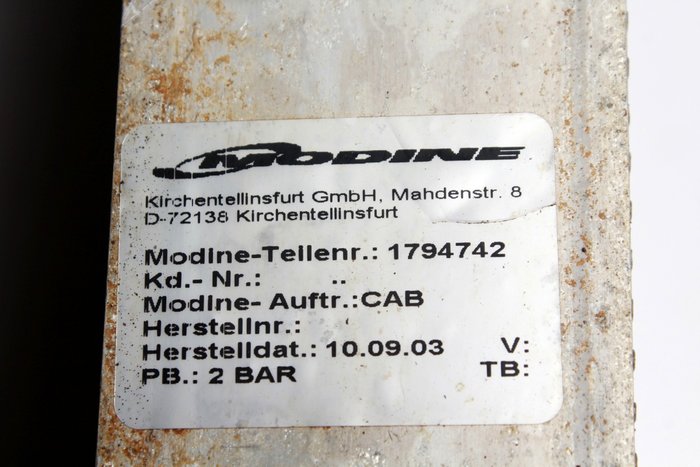 MODINE
Kirchentellinsfurt GmbH, Mahdenstr. 8
D-72138 Kirchentellinsfurt
Modine-Teilenr.: 1794742
Kd.- Nr.: ..
Modine- Auftr.:CAB
Herstellnr.:
Herstelldat.: 10.09.03 V:
PB.: 2 BAR TB: